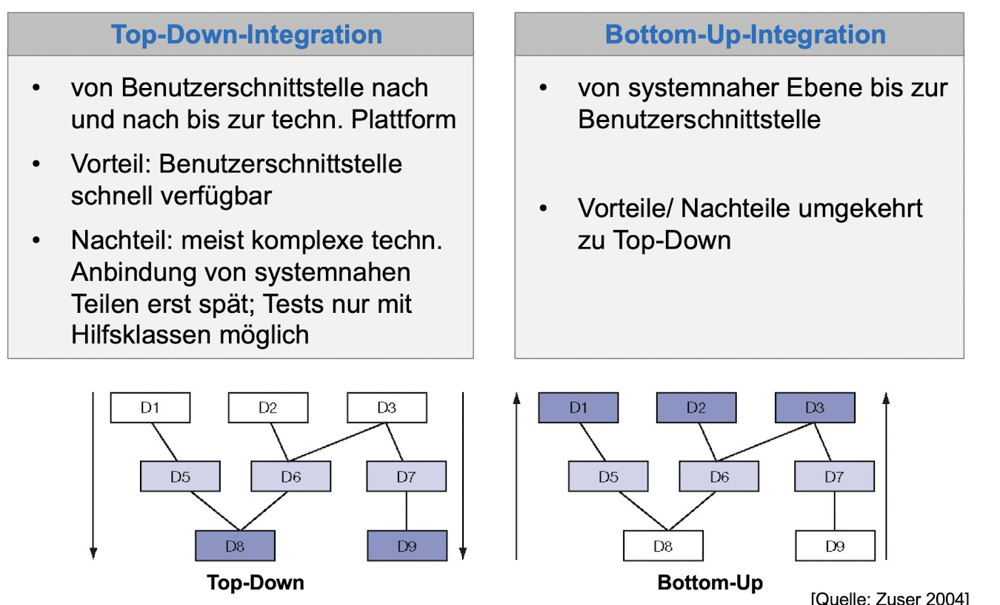 Top-Down-Integration
• von Benutzerschnittstelle nach
und nach bis zur techn. Plattform
• Vorteil: Benutzerschnittstelle
schnell verfügbar
• Nachteil: meist komplexe techn.
Anbindung von systemnahen
Teilen erst spät; Tests nur mit
Hilfsklassen möglich
Bottom-Up-Integration
• von systemnaher Ebene bis zur
Benutzerschnittstelle
• Vorteile/ Nachteile umgekehrt
zu Top-Down
D1 D2 D3
D5 D6 D7
D8 D9
Top-Down
D1 D2 D3
D5 D6 D7
D8 D9
Bottom-Up
[Quelle: Zuser 2004]